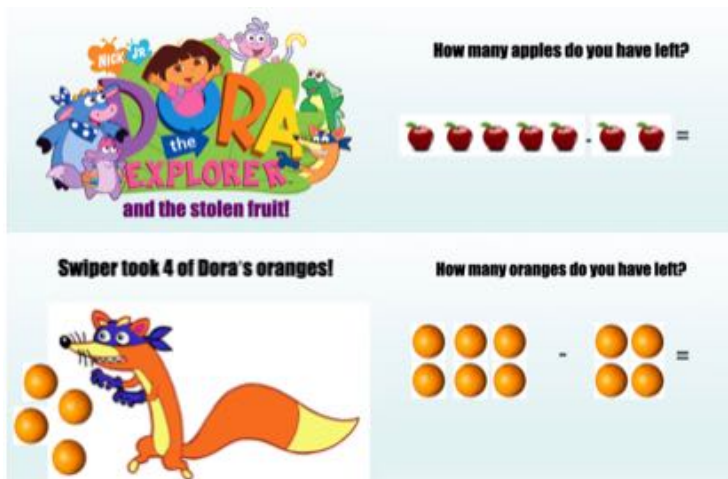 NICK JR
DORA
the
EXPLORER
and the stolen fruit!
How many apples do you have left?
- =
Swiper took 4 of Dora's oranges!
How many oranges do you have left?
- =